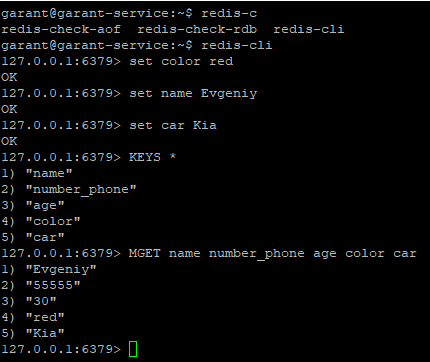 garant@garant-service:~$ redis-c
redis-check-aof  redis-check-rdb  redis-cli
garant@garant-service:~$ redis-cli
127.0.0.1:6379> set color red
OK
127.0.0.1:6379> set name Evgeniy
OK
127.0.0.1:6379> set car Kia
OK
127.0.0.1:6379> KEYS *
1) "name"
2) "number_phone"
3) "age"
4) "color"
5) "car"
127.0.0.1:6379> MGET name number_phone age color car
1) "Evgeniy"
2) "55555"
3) "30"
4) "red"
5) "Kia"
127.0.0.1:6379>